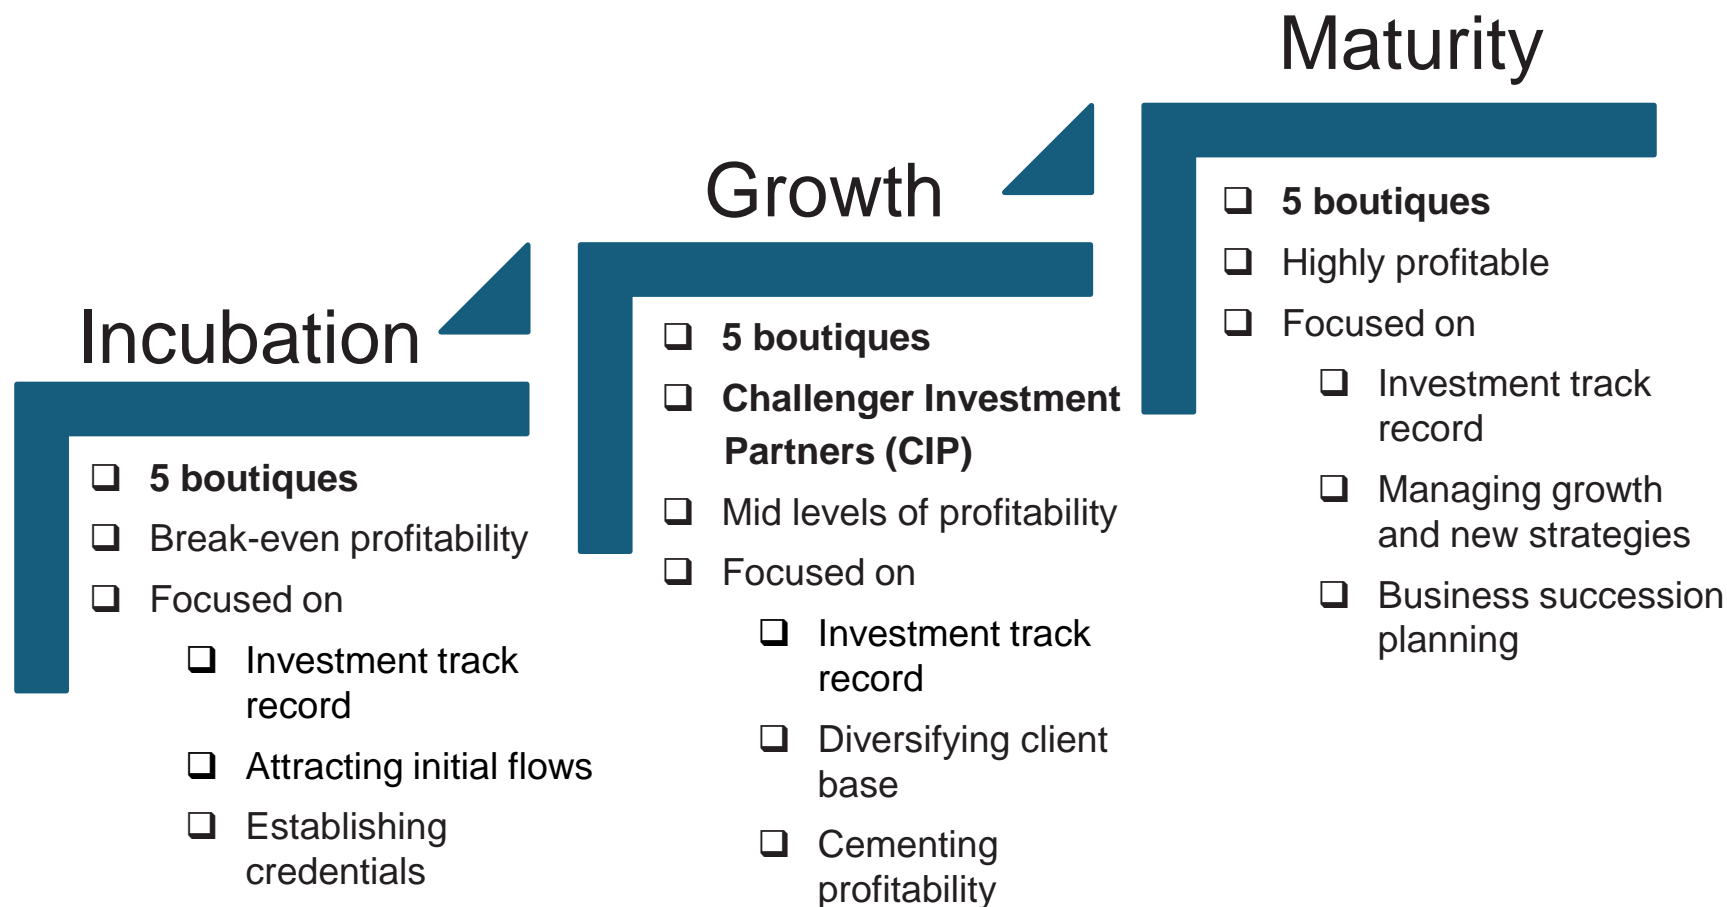 Incubation
❑ 5 boutiques
❑ Break-even profitability
❑ Focused on
❑ Investment track
record
❑ Attracting initial flows
❑ Establishing
credentials
Growth
❑ 5 boutiques
❑ Challenger Investment
Partners (CIP)
❑ Mid levels of profitability
❑ Focused on
❑ Investment track
record
❑ Diversifying client
base
❑ Cementing
profitability
Maturity
❑ 5 boutiques
❑ Highly profitable
❑ Focused on
❑ Investment track
record
❑ Managing growth
and new strategies
❑ Business succession
planning